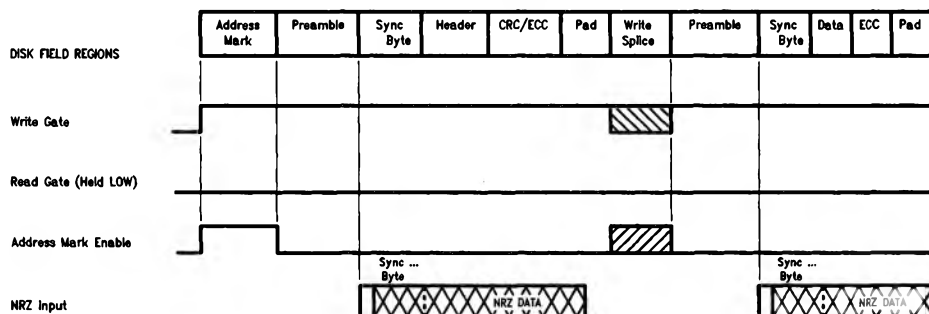 Address Preamble Sync Header CRC/ECC Pad Write Preamble Sync Data ECC Pad
Mark Byte Splice Byte
DISK FIELD REGIONS
Write Gate
Read Gate (Held LOW)
Address Mark Enable
Sync ... Sync ...
Byte Byte
NRZ Input NRZ DATA NRZ DATA